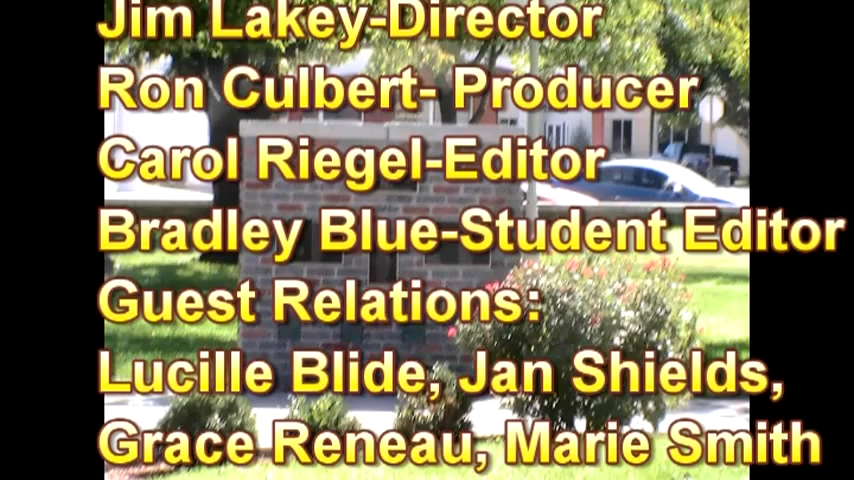 Jim Lakey-Director
Ron Culbert- Producer
Carol Riegel-Editor
Bradley Blue-Student Editor
Guest Relations:
Lucille Blide, Jan Shields,
Grace Reneau, Marie Smith